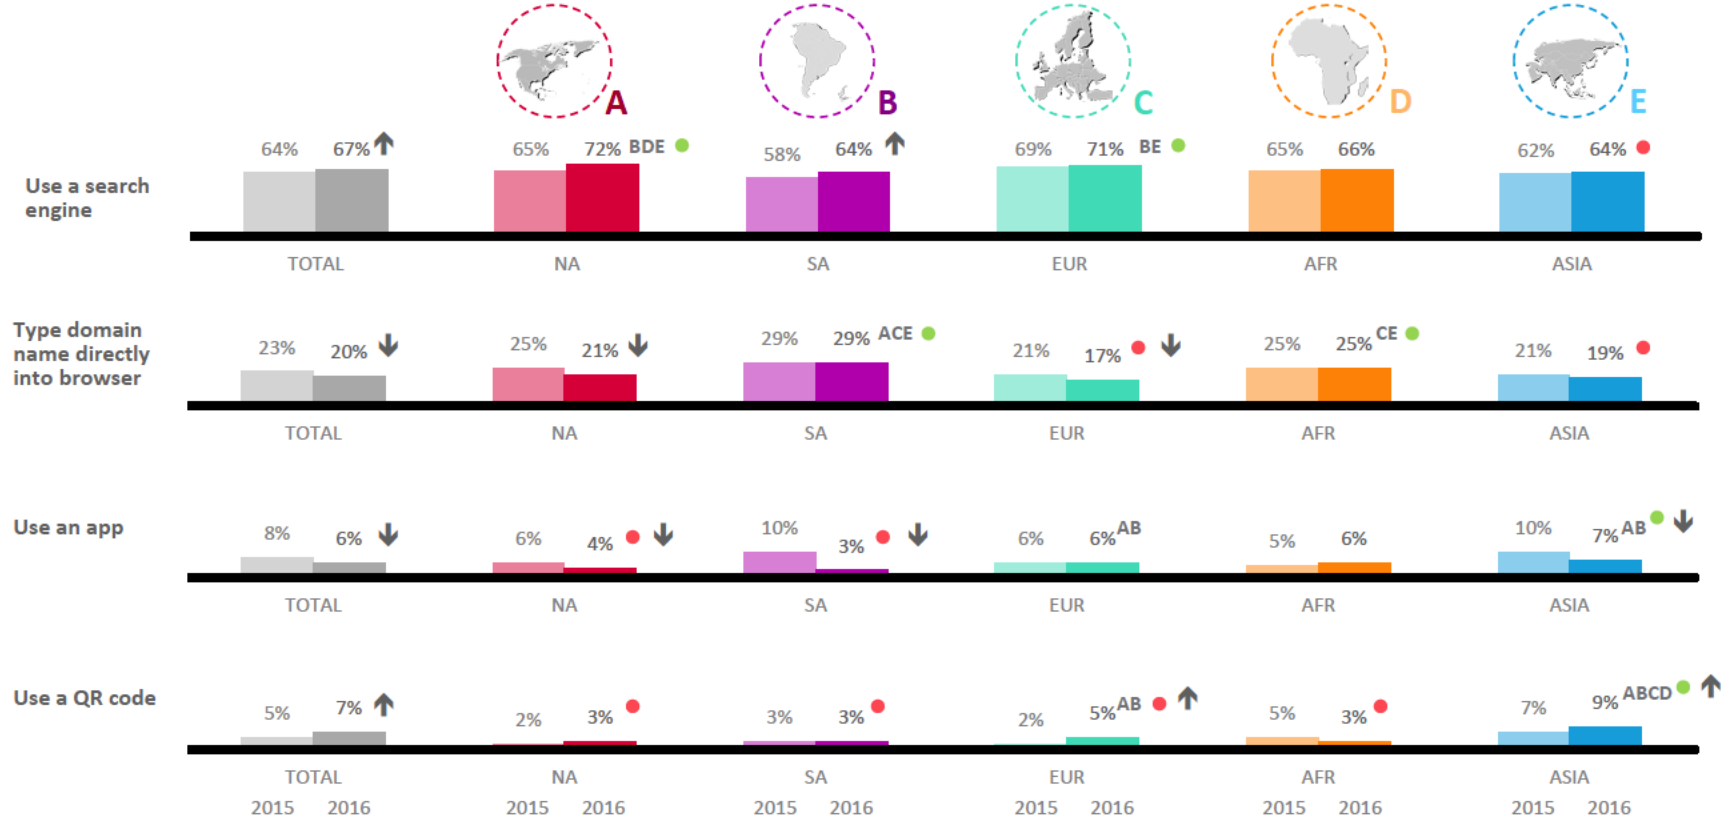 A B C D E
64% 67% 65% 72% BDE 58% 64% 69% 71% BE 65% 66% 62% 64%
Use a search
engine
TOTAL NA SA EUR AFR ASIA
Type domain
name directly
into browser
23% 20% 25% 21% 29% 29% ACE 21% 17% 25% 25% CE 21% 19%
TOTAL NA SA EUR AFR ASIA
Use an app
8% 6% 6% 4% 10% 3% 6% 6% AB 5% 6% 10% 7% AB
TOTAL NA SA EUR AFR ASIA
Use a QR code
5% 7% 2% 3% 3% 3% 2% 5% AB 5% 3% 7% 9% ABCD
TOTAL NA SA EUR AFR ASIA
2015 2016 2015 2016 2015 2016 2015 2016 2015 2016 2015 2016